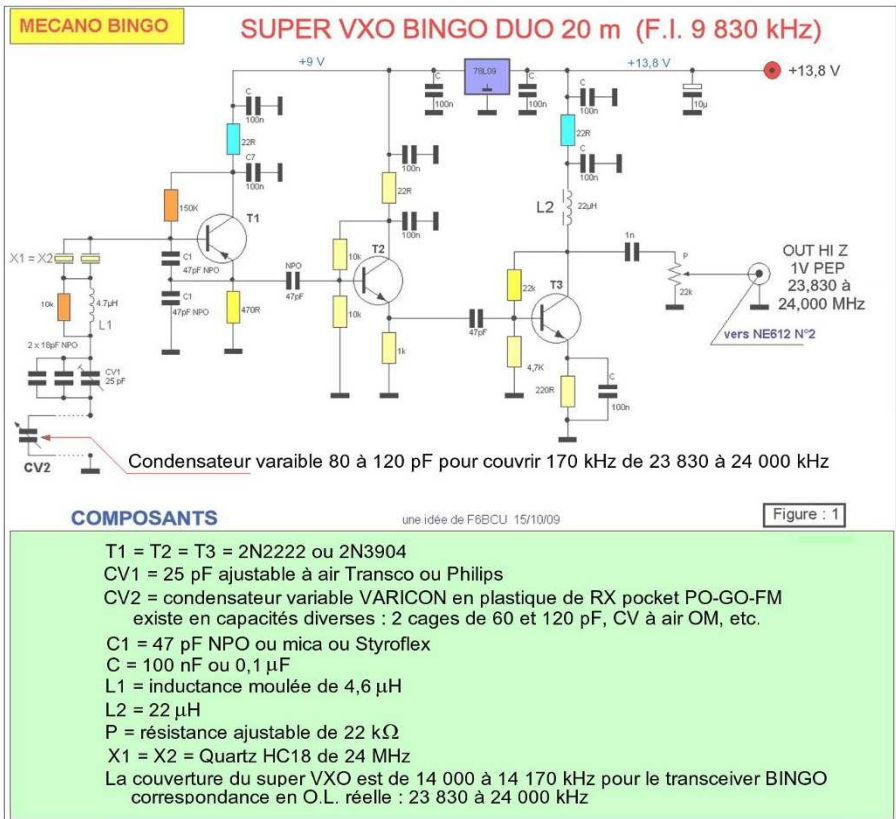 MECANO BINGO
SUPER VXO BINGO DUO 20 m (F.I. 9 830 kHz)
+9 V
78L09
+13,8 V
+13,8 V
C
100n
C
100n
C
100n
10µ
C
100n
22R
C7
100n
150K
T1
X1 = X2
C1
47pF NPO
C1
47pF NPO
470R
10k
4.7µH
L1
2 x 18pF NPO
CV1
25 pF
CV2
NPO
47pF
100n
22R
100n
10k
T2
10k
1k
47pF
22R
C
100n
L2
22µH
1n
P
22k
22k
T3
4,7K
220R
C
100n
OUT HI Z
1V PEP
23,830 à
24,000 MHz
vers NE612 N°2
Condensateur varaible 80 à 120 pF pour couvrir 170 kHz de 23 830 à 24 000 kHz
COMPOSANTS
une idée de F6BCU 15/10/09
Figure : 1
T1 = T2 = T3 = 2N2222 ou 2N3904
CV1 = 25 pF ajustable à air Transco ou Philips
CV2 = condensateur variable VARICON en plastique de RX pocket PO-GO-FM
existe en capacités diverses : 2 cages de 60 et 120 pF, CV à air OM, etc.
C1 = 47 pF NPO ou mica ou Styroflex
C = 100 nF ou 0,1 µF
L1 = inductance moulée de 4,6 µH
L2 = 22 µH
P = résistance ajustable de 22 kΩ
X1 = X2 = Quartz HC18 de 24 MHz
La couverture du super VXO est de 14 000 à 14 170 kHz pour le transceiver BINGO
correspondance en O.L. réelle : 23 830 à 24 000 kHz